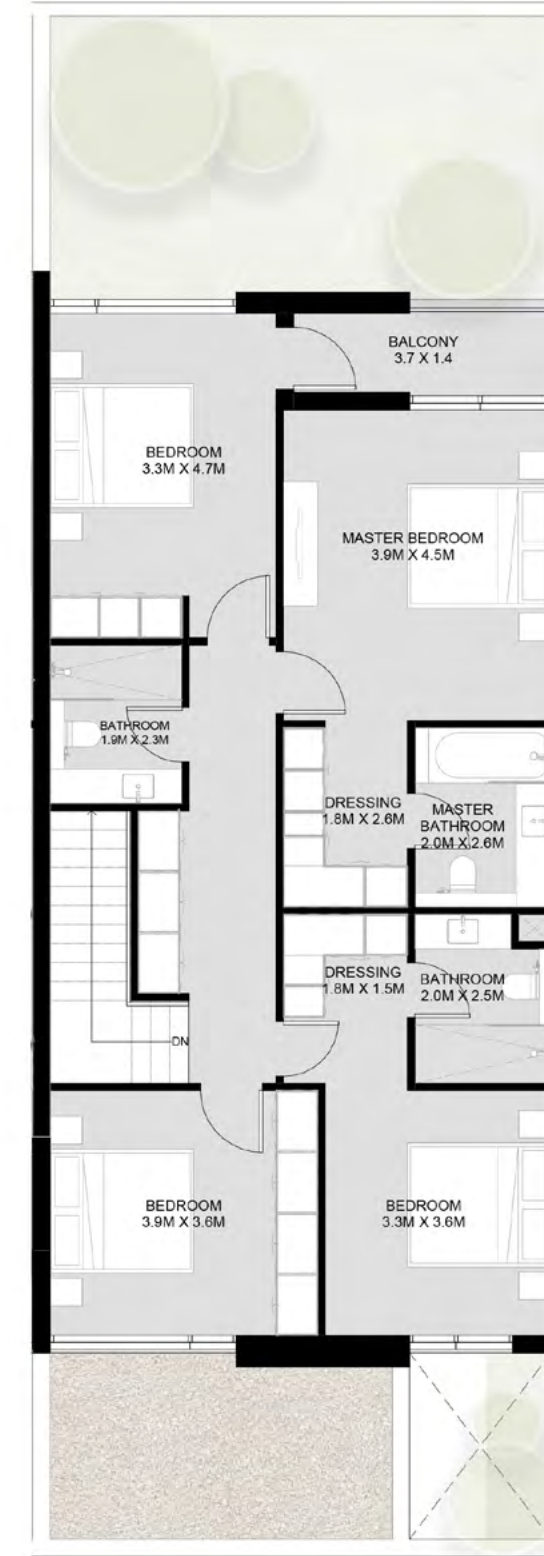 BALCONY
3.7 X 1.4
BEDROOM
3.3M X 4.7M
MASTER BEDROOM
3.9M X 4.5M
BATHROOM
1.9M X 2.3M
DRESSING
1.8M X 2.6M
MASTER
BATHROOM
2.0M X 2.6M
DRESSING
1.8M X 1.5M
BATHROOM
2.0M X 2.5M
DN
BEDROOM
3.9M X 3.6M
BEDROOM
3.3M X 3.6M